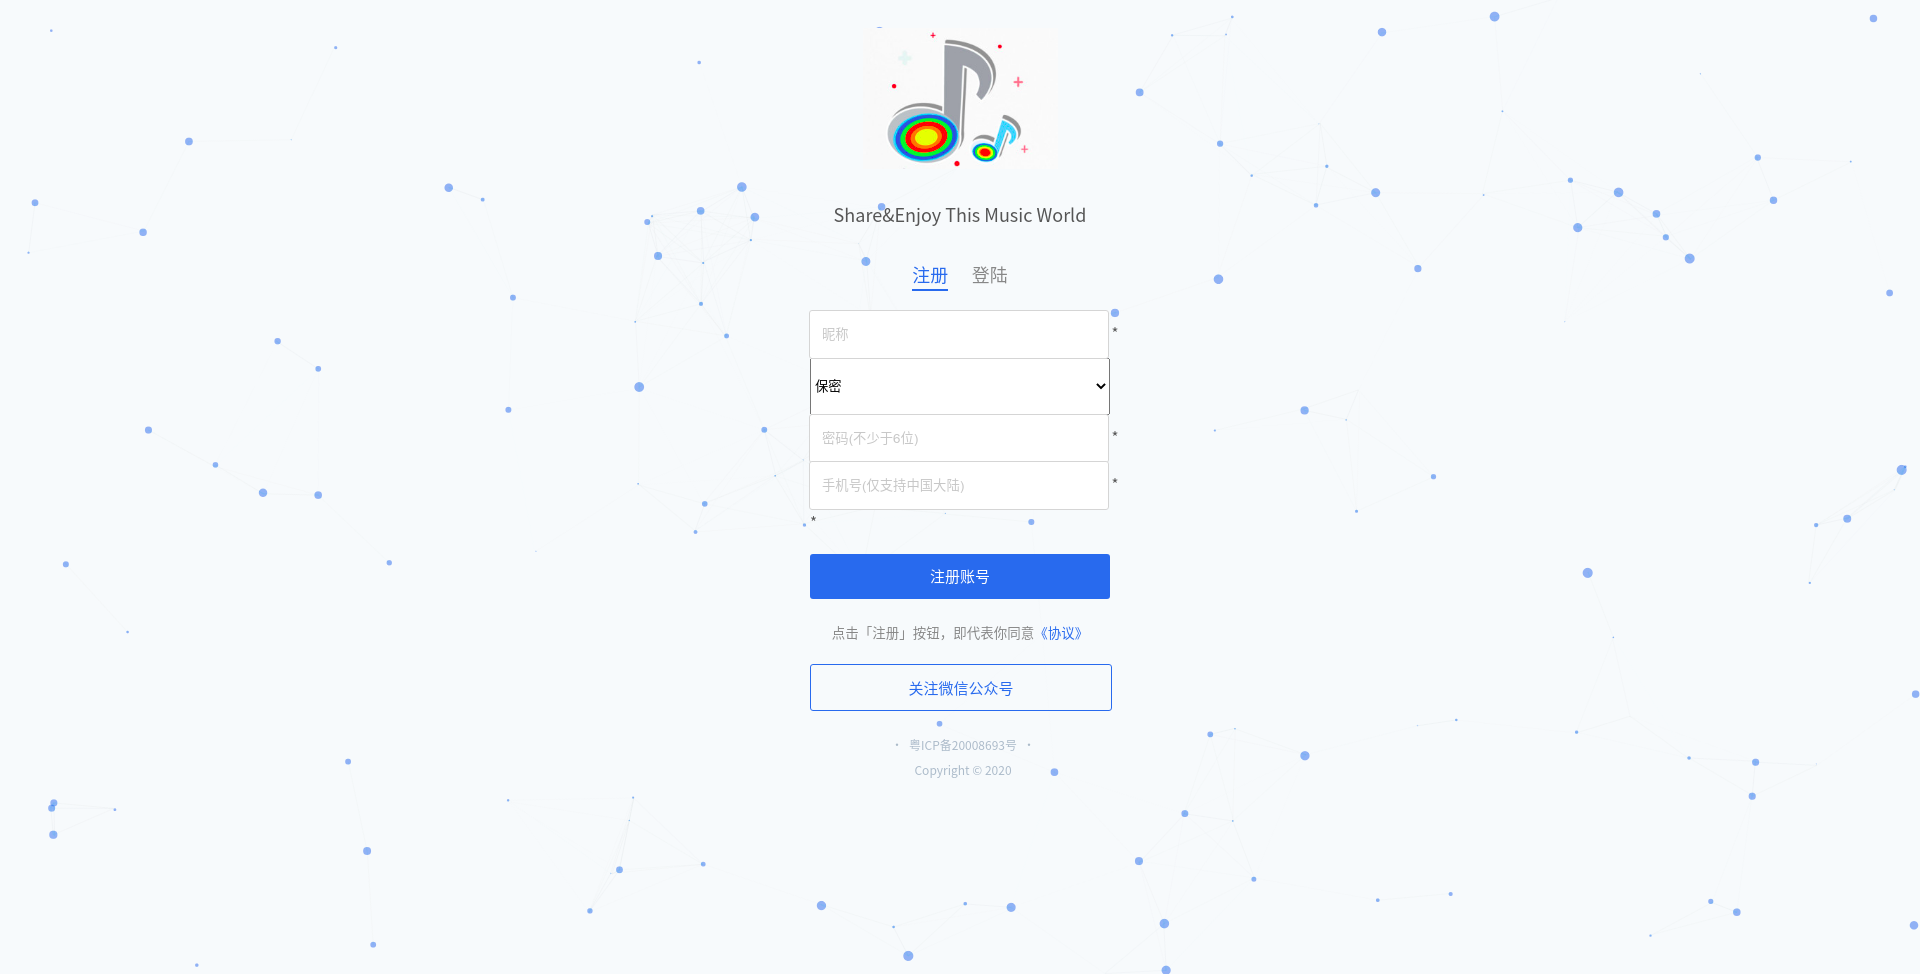 Share&Enjoy This Music World
注册 登陆
昵称 *
保密
密码(不少于6位) *
手机号(仅支持中国大陆) *
*
注册账号
点击「注册」按钮，即代表你同意《协议》
关注微信公众号
· 粤ICP备20008693号 ·
Copyright © 2020